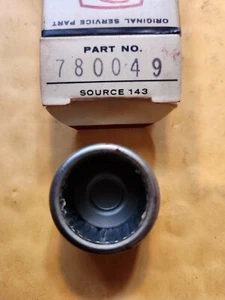 ORIGINAL SERVICE PART
PART NO.
780049
SOURCE 143